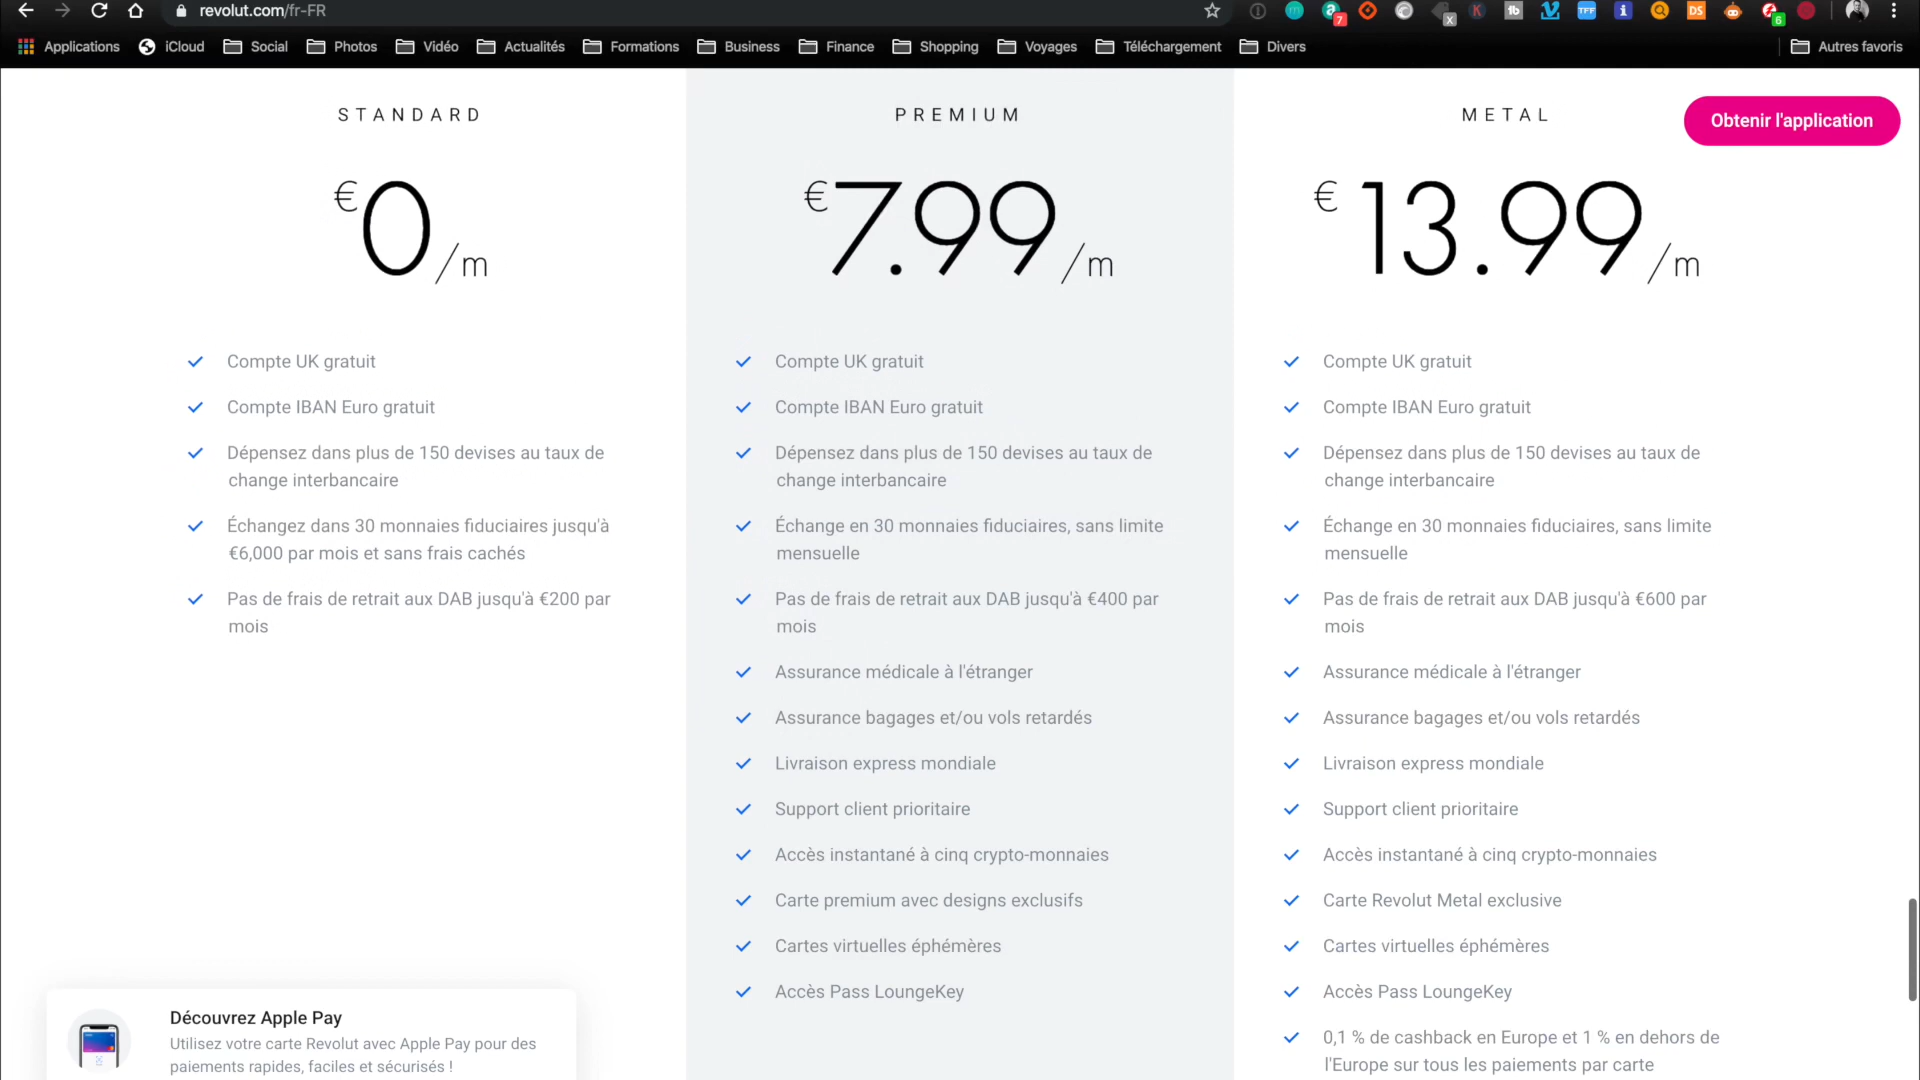 revolut.com/fr-FR
7
X
K
tb
TFF
i
DS
6
Applications
iCloud
Social
Photos
Vidéo
Actualités
Formations
Business
Finance
Shopping
Voyages
Téléchargement
Divers
Autres favoris
STANDARD
€0/m
Compte UK gratuit
Compte IBAN Euro gratuit
Dépensez dans plus de 150 devises au taux de
change interbancaire
Échangez dans 30 monnaies fiduciaires jusqu'à
€6,000 par mois et sans frais cachés
Pas de frais de retrait aux DAB jusqu'à €200 par
mois
PREMIUM
€7.99/m
Compte UK gratuit
Compte IBAN Euro gratuit
Dépensez dans plus de 150 devises au taux de
change interbancaire
Échange en 30 monnaies fiduciaires, sans limite
mensuelle
Pas de frais de retrait aux DAB jusqu'à €400 par
mois
Assurance médicale à l'étranger
Assurance bagages et/ou vols retardés
Livraison express mondiale
Support client prioritaire
Accès instantané à cinq crypto-monnaies
Carte premium avec designs exclusifs
Cartes virtuelles éphémères
Accès Pass LoungeKey
METAL
Obtenir l'application
€13.99/m
Compte UK gratuit
Compte IBAN Euro gratuit
Dépensez dans plus de 150 devises au taux de
change interbancaire
Échange en 30 monnaies fiduciaires, sans limite
mensuelle
Pas de frais de retrait aux DAB jusqu'à €600 par
mois
Assurance médicale à l'étranger
Assurance bagages et/ou vols retardés
Livraison express mondiale
Support client prioritaire
Accès instantané à cinq crypto-monnaies
Carte Revolut Metal exclusive
Cartes virtuelles éphémères
Accès Pass LoungeKey
0,1 % de cashback en Europe et 1 % en dehors de
l'Europe sur tous les paiements par carte
Découvrez Apple Pay
Utilisez votre carte Revolut avec Apple Pay pour des
paiements rapides, faciles et sécurisés !